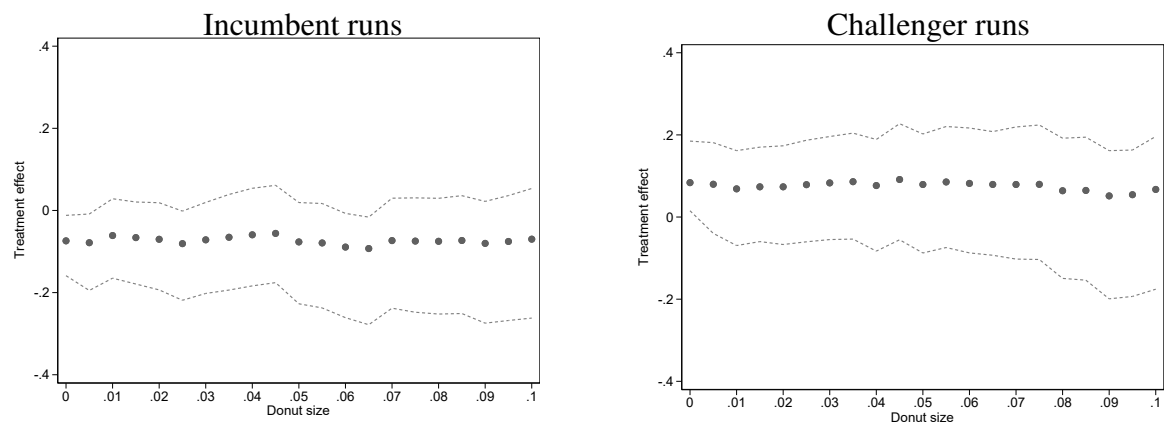 Incumbent runs
Treatment effect
.4
.2
0
-.2
-.4
0 .01 .02 .03 .04 .05 .06 .07 .08 .09 .1
Donut size
Challenger runs
Treatment effect
.4
.2
0
-.2
-.4
0 .01 .02 .03 .04 .05 .06 .07 .08 .09 .1
Donut size